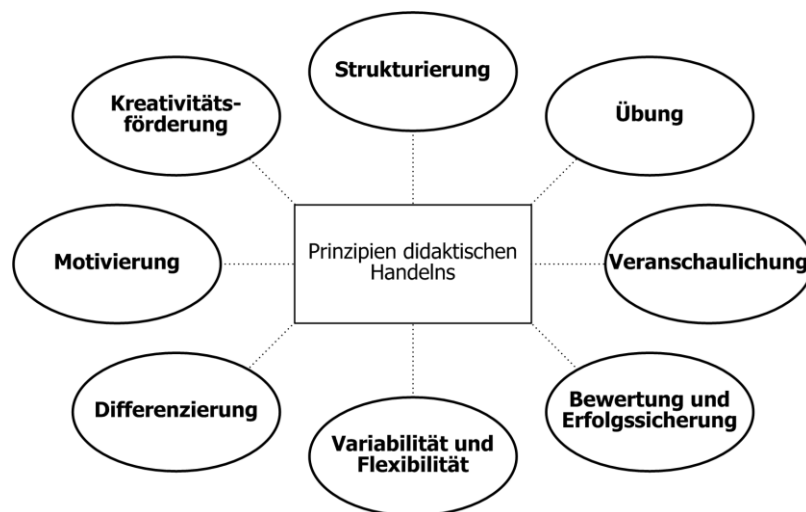 Strukturierung
Kreativitäts-
förderung
Übung
Prinzipien didaktischen
Handelns
Motivierung
Veranschaulichung
Differenzierung
Bewertung und
Erfolgssicherung
Variabilität und
Flexibilität